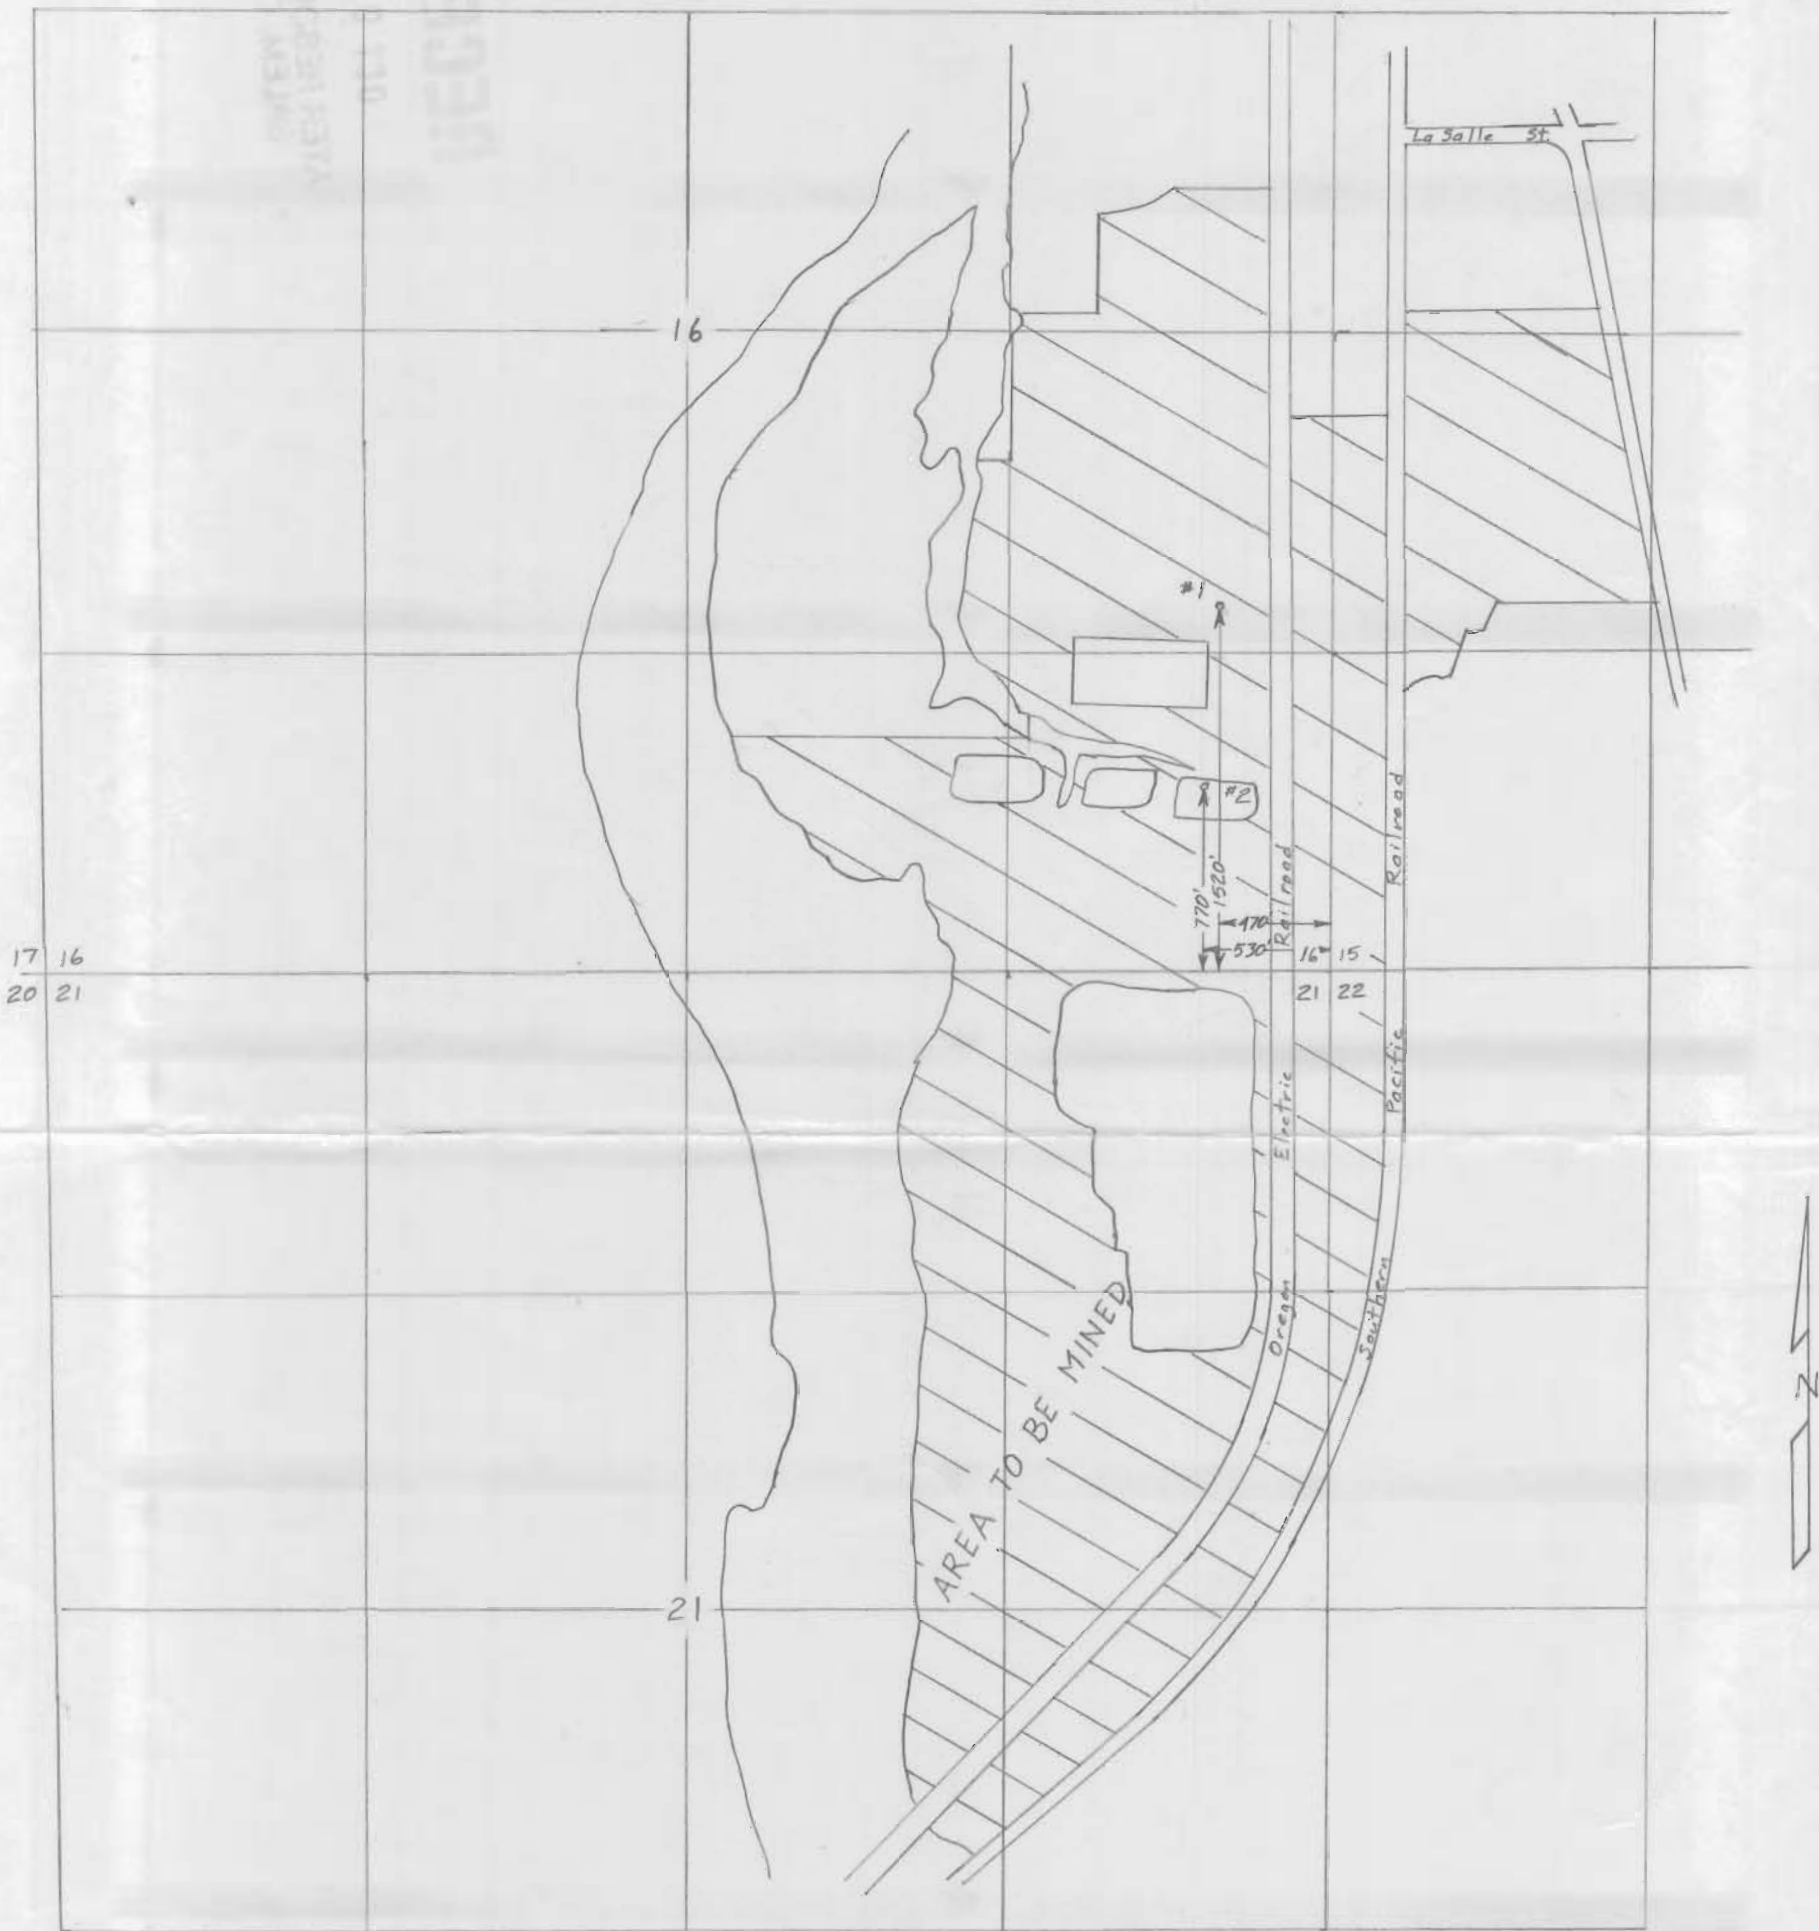 La Salle St.
16
#1
#2
770'
1520'
470'
530'
17 16
20 21
16 15
21 22
Oregon Electric Railroad
Southern Pacific Railroad
AREA TO BE MINED
21
N